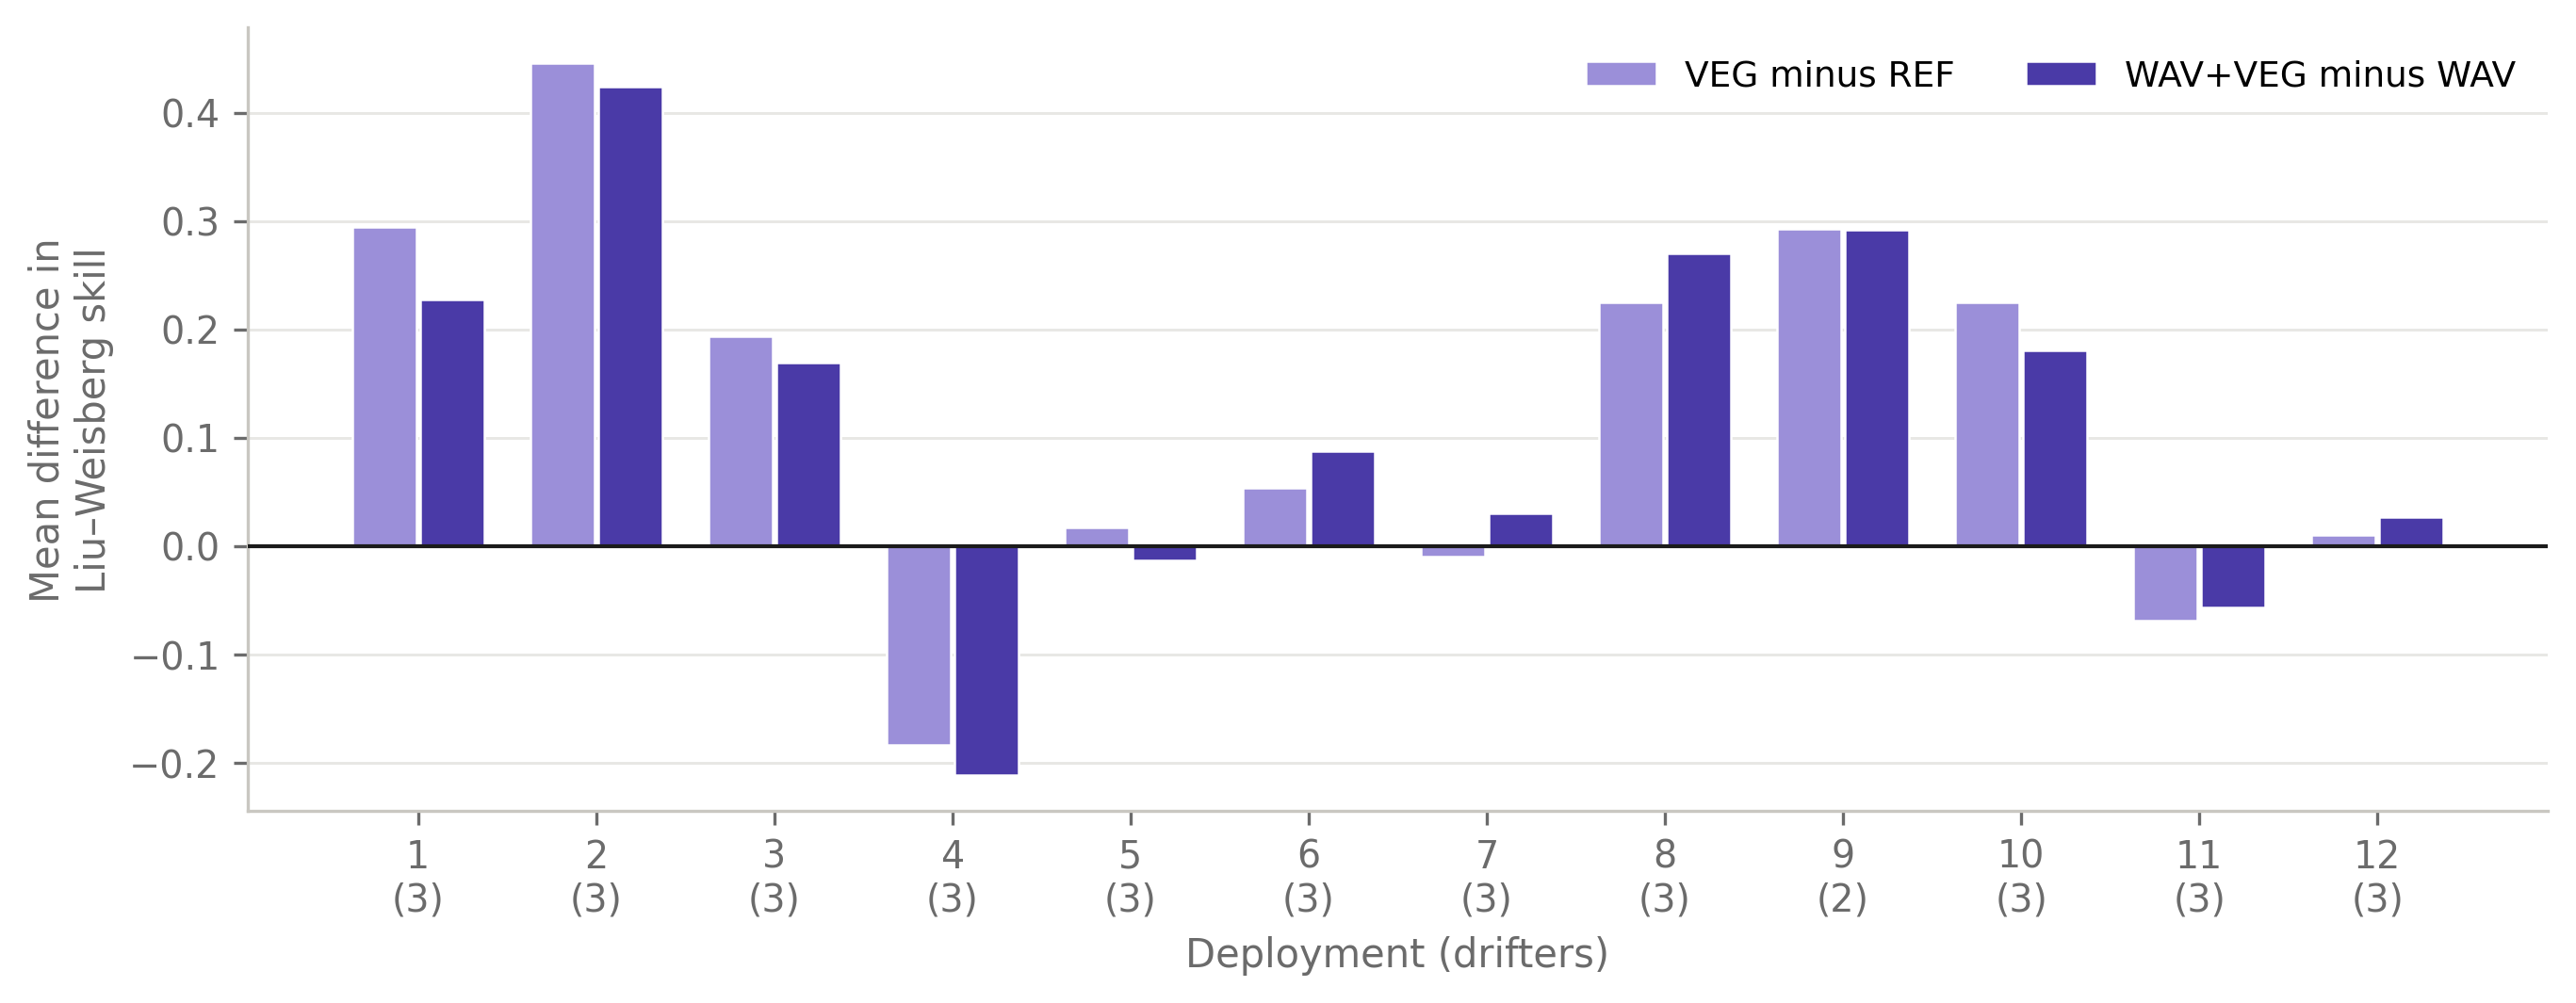 VEG minus REF
WAV+VEG minus WAV
Mean difference in
Liu–Weisberg skill
0.4
0.3
0.2
0.1
0.0
−0.1
−0.2
1 2 3 4 5 6 7 8 9 10 11 12
(3) (3) (3) (3) (3) (3) (3) (3) (2) (3) (3) (3)
Deployment (drifters)